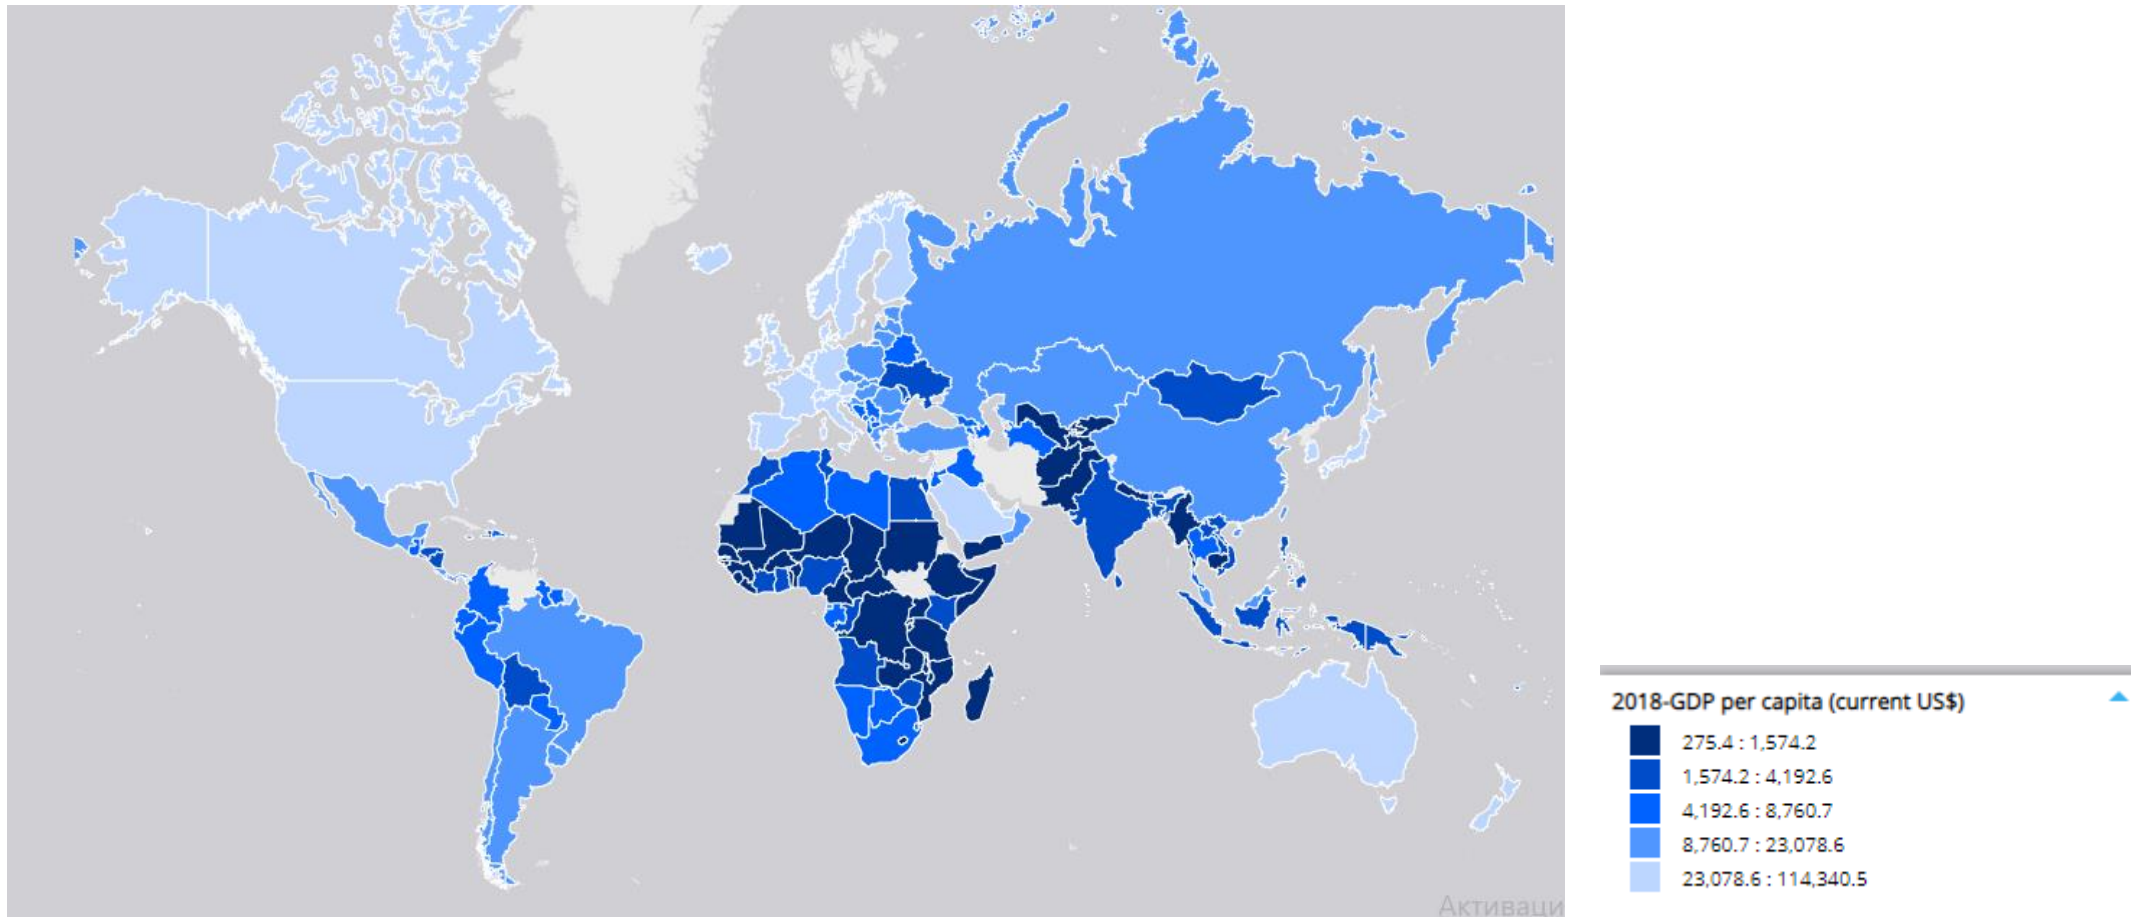 2018-GDP per capita (current US$)
275.4 : 1,574.2
1,574.2 : 4,192.6
4,192.6 : 8,760.7
8,760.7 : 23,078.6
23,078.6 : 114,340.5
Активаци